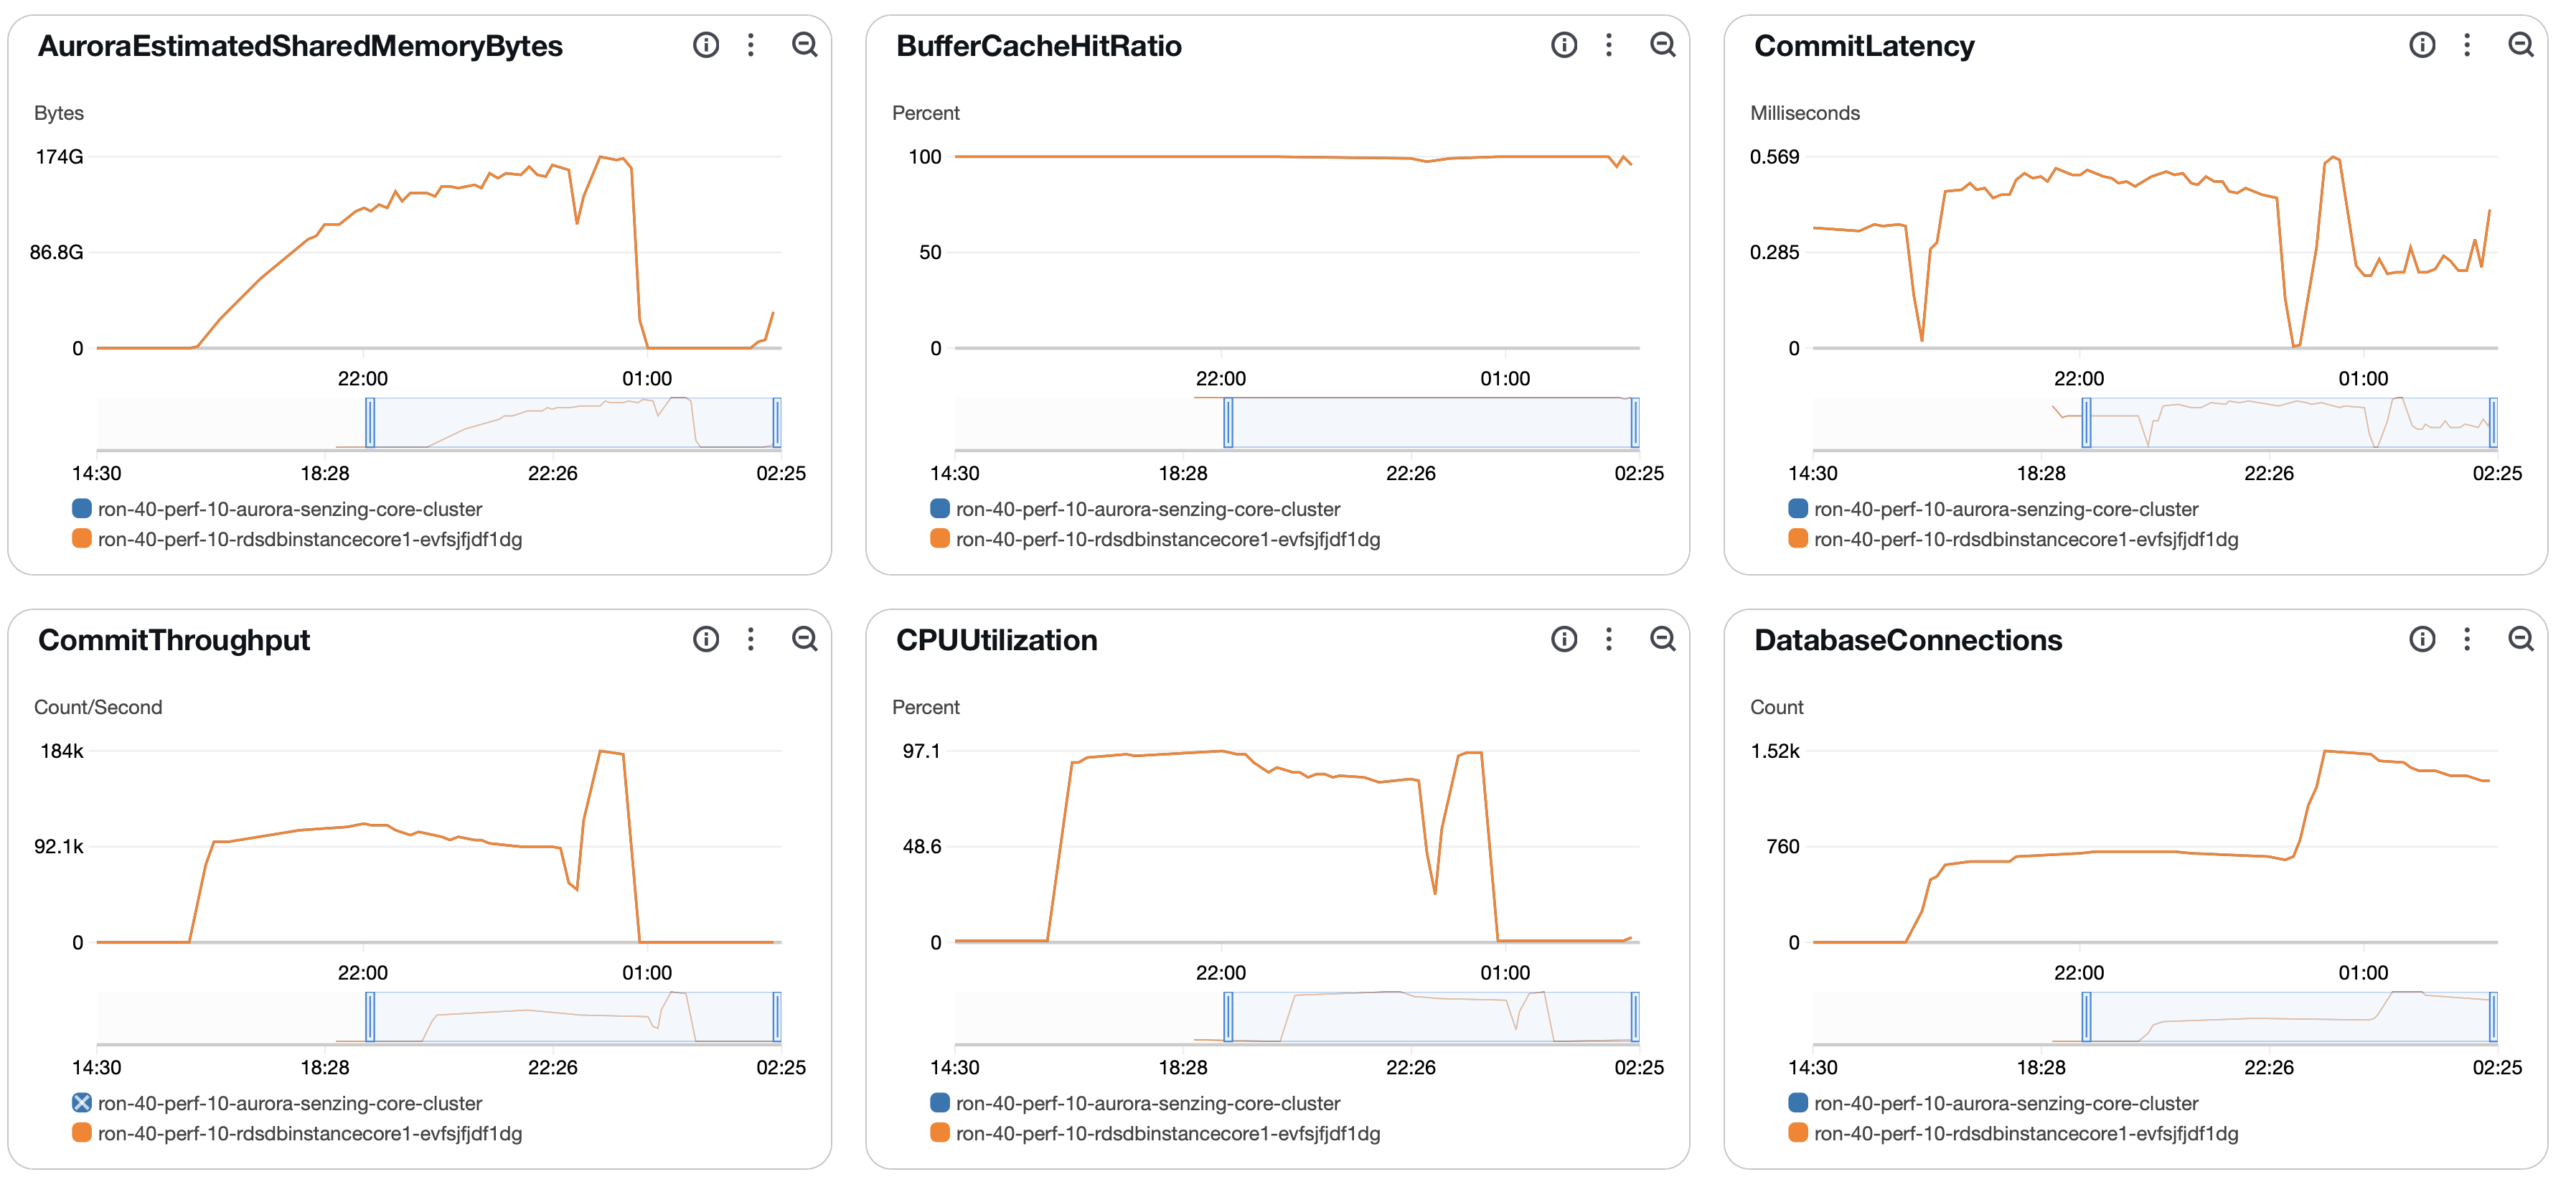 AuroraEstimatedSharedMemoryBytes
Bytes
174G
86.8G
0
22:00 01:00
14:30 18:28 22:26 02:25
ron-40-perf-10-aurora-senzing-core-cluster
ron-40-perf-10-rdsdbinstancecore1-evfsjfjdf1dg
BufferCacheHitRatio
Percent
100
50
0
22:00 01:00
14:30 18:28 22:26 02:25
ron-40-perf-10-aurora-senzing-core-cluster
ron-40-perf-10-rdsdbinstancecore1-evfsjfjdf1dg
CommitLatency
Milliseconds
0.569
0.285
0
22:00 01:00
14:30 18:28 22:26 02:25
ron-40-perf-10-aurora-senzing-core-cluster
ron-40-perf-10-rdsdbinstancecore1-evfsjfjdf1dg
CommitThroughput
Count/Second
184k
92.1k
0
22:00 01:00
14:30 18:28 22:26 02:25
ron-40-perf-10-aurora-senzing-core-cluster
ron-40-perf-10-rdsdbinstancecore1-evfsjfjdf1dg
CPUUtilization
Percent
97.1
48.6
0
22:00 01:00
14:30 18:28 22:26 02:25
ron-40-perf-10-aurora-senzing-core-cluster
ron-40-perf-10-rdsdbinstancecore1-evfsjfjdf1dg
DatabaseConnections
Count
1.52k
760
0
22:00 01:00
14:30 18:28 22:26 02:25
ron-40-perf-10-aurora-senzing-core-cluster
ron-40-perf-10-rdsdbinstancecore1-evfsjfjdf1dg